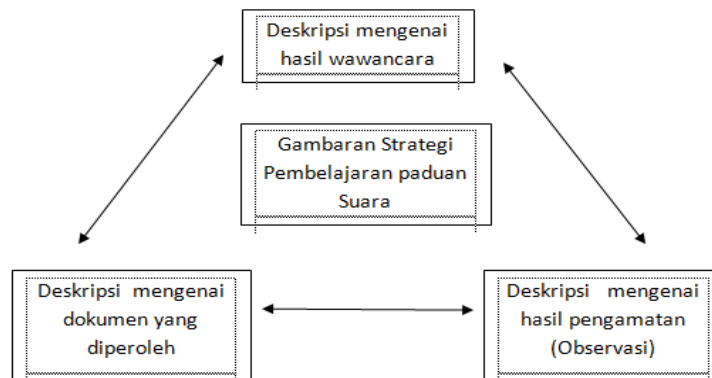 Deskripsi mengenai
hasil wawancara
Gambaran Strategi
Pembelajaran paduan
Suara
Deskripsi mengenai
dokumen yang
diperoleh
Deskripsi mengenai
hasil pengamatan
(Observasi)